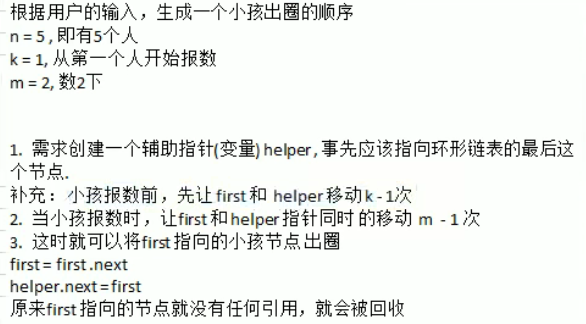 根据用户的输入，生成一个小孩出圈的顺序
n = 5 , 即有5个人
k = 1, 从第一个人开始报数
m = 2, 数2下
1. 需求创建一个辅助指针(变量) helper , 事先应该指向环形链表的最后这
个节点.
补充： 小孩报数前，先让 first 和 helper 移动 k - 1次
2. 当小孩报数时，让first 和 helper 指针同时 的移动 m - 1 次
3. 这时就可以将first 指向的小孩节点 出圈
first = first .next
helper.next = first
原来first 指向的节点就没有任何引用，就会被回收